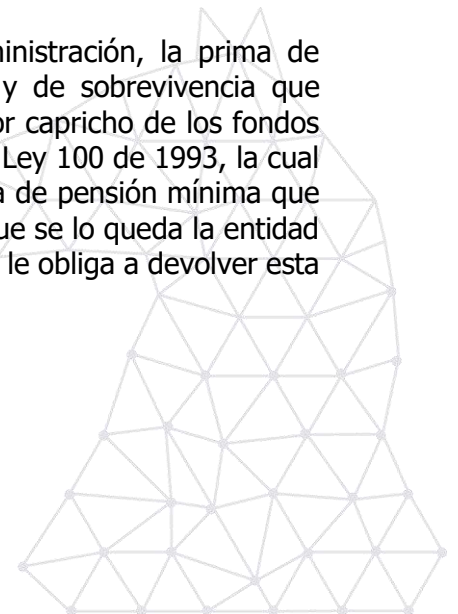 ministración, la prima de
y de sobrevivencia que
or capricho de los fondos
Ley 100 de 1993, la cual
a de pensión mínima que
ue se lo queda la entidad
le obliga a devolver esta